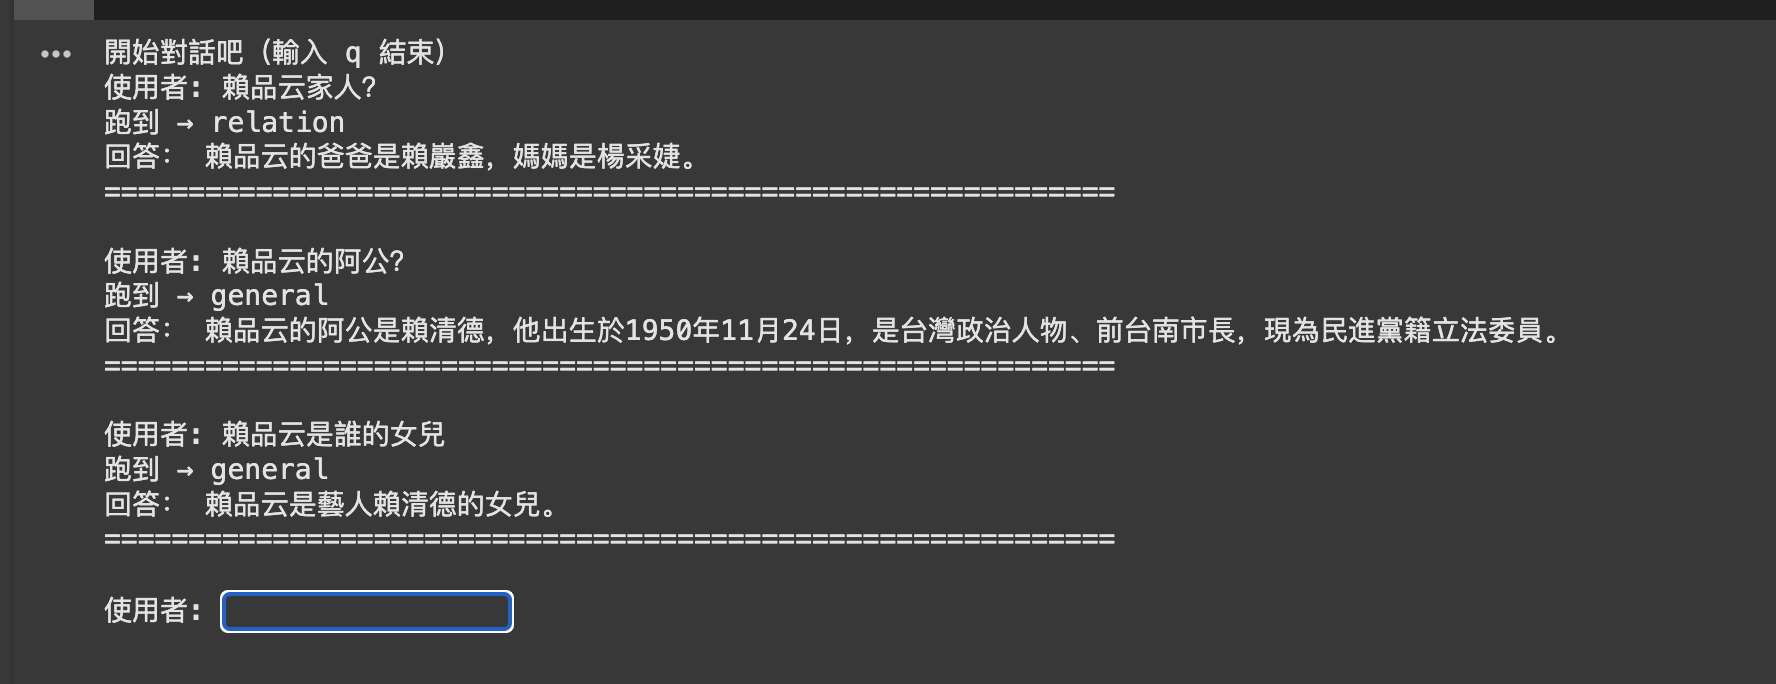 開始對話吧（輸入 q 結束）
使用者: 賴品云家人?
跑到 → relation
回答： 賴品云的爸爸是賴巖鑫，媽媽是楊采婕。
============================================================
使用者: 賴品云的阿公?
跑到 → general
回答： 賴品云的阿公是賴清德，他出生於1950年11月24日，是台灣政治人物、前台南市長，現為民進黨籍立法委員。
============================================================
使用者: 賴品云是誰的女兒
跑到 → general
回答： 賴品云是藝人賴清德的女兒。
============================================================
使用者: